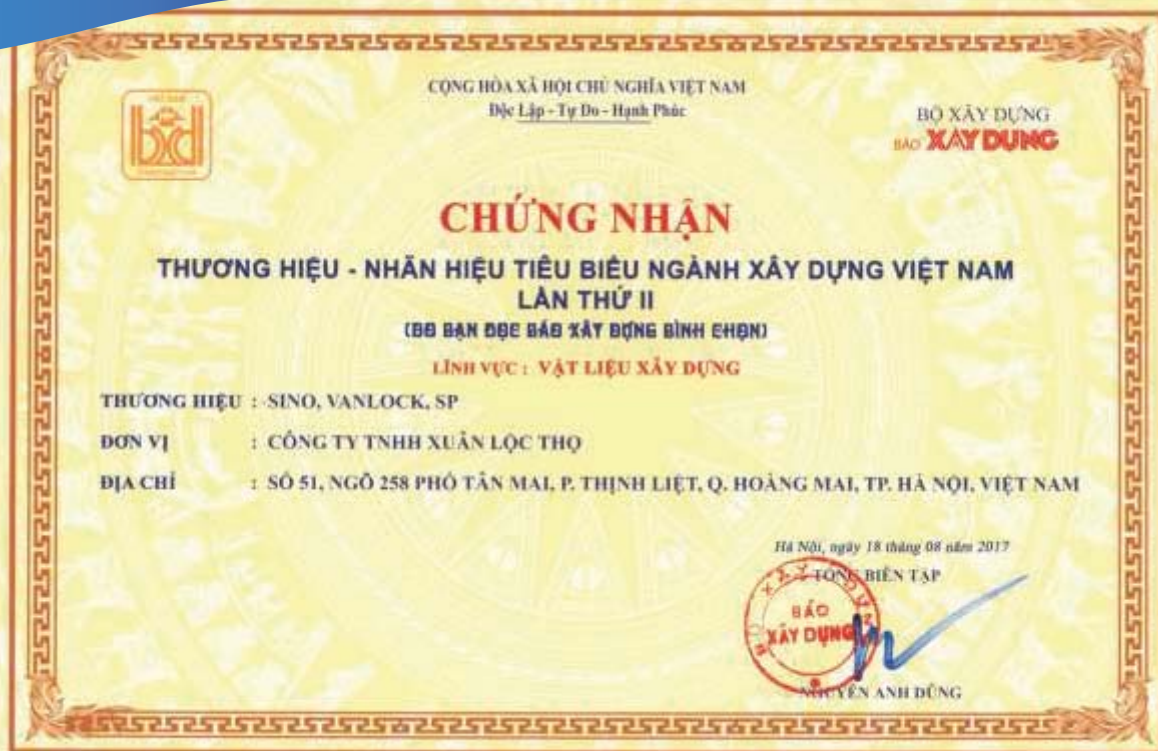 CỘNG HÒA XÃ HỘI CHỦ NGHĨA VIỆT NAM
Độc Lập - Tự Do - Hạnh Phúc
VIỆT NAM
bxd
BỘ XÂY DỰNG
BÁO XÂY DỰNG
CHỨNG NHẬN
THƯƠNG HIỆU - NHÃN HIỆU TIÊU BIỂU NGÀNH XÂY DỰNG VIỆT NAM
LẦN THỨ II
(DO BẠN ĐỌC BÁO XÂY DỰNG BÌNH CHỌN)
LĨNH VỰC : VẬT LIỆU XÂY DỰNG
THƯƠNG HIỆU : SINO, VANLOCK, SP
ĐƠN VỊ : CÔNG TY TNHH XUÂN LỘC THỌ
ĐỊA CHỈ : SỐ 51, NGÕ 258 PHỐ TÂN MAI, P. THỊNH LIỆT, Q. HOÀNG MAI, TP. HÀ NỘI, VIỆT NAM
Hà Nội, ngày 18 tháng 08 năm 2017
TỔNG BIÊN TẬP
BÁO
XÂY DỰNG
NGUYỄN ANH DŨNG